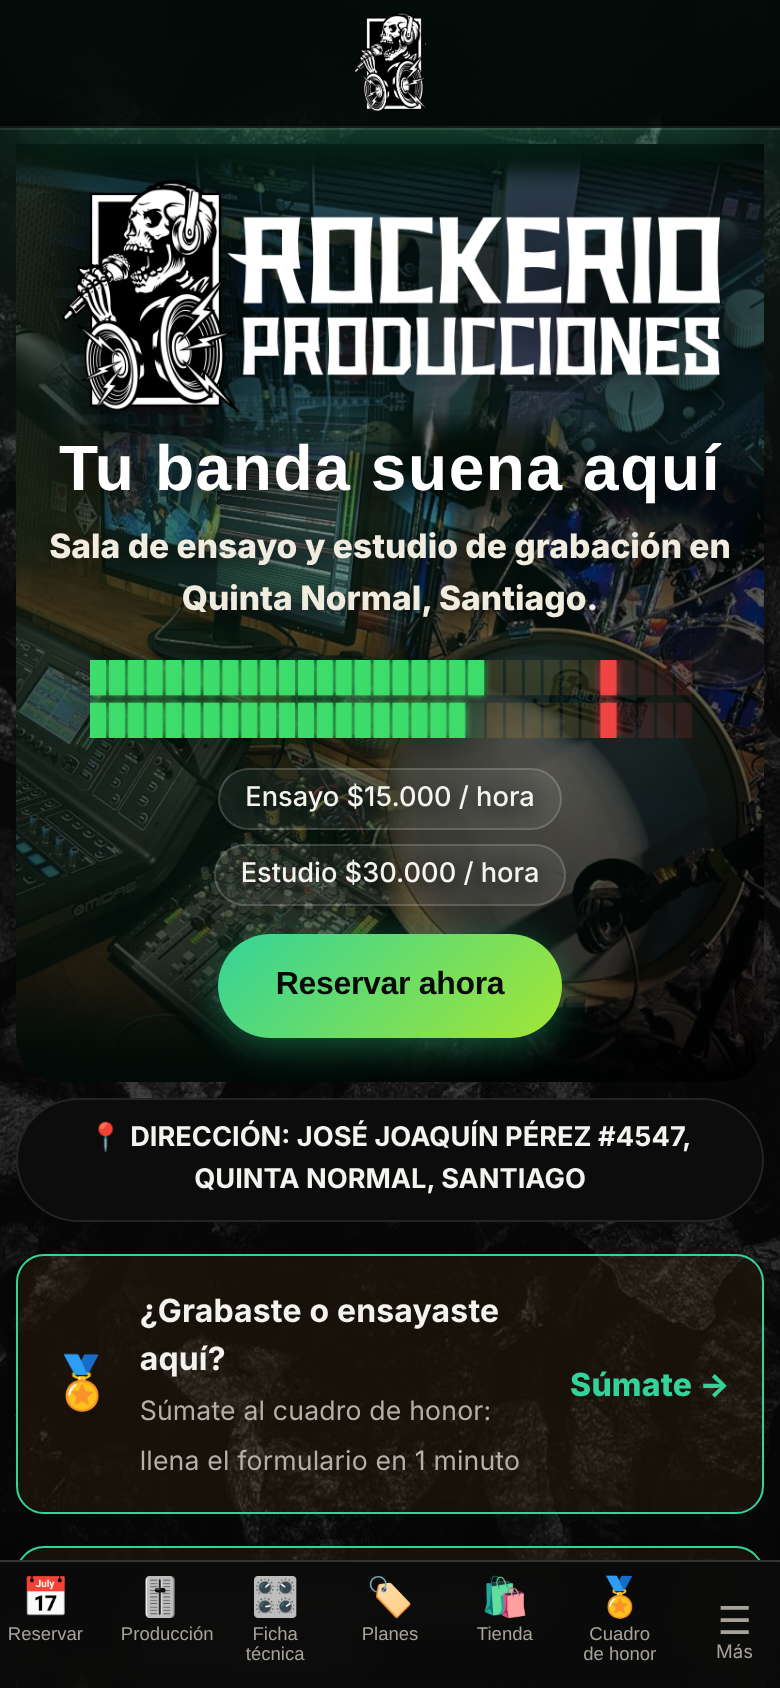 ROCKERIO
PRODUCCIONES
Tu banda suena aquí
Sala de ensayo y estudio de grabación en
Quinta Normal, Santiago.
Ensayo $15.000 / hora
Estudio $30.000 / hora
MIDAS
Reservar ahora
📍 DIRECCIÓN: JOSÉ JOAQUÍN PÉREZ #4547,
QUINTA NORMAL, SANTIAGO
¿Grabaste o ensayaste
aquí?
Súmate al cuadro de honor:
llena el formulario en 1 minuto
Súmate →
July
17
Reservar
Producción
Ficha
técnica
Planes
Tienda
Cuadro
de honor
Más